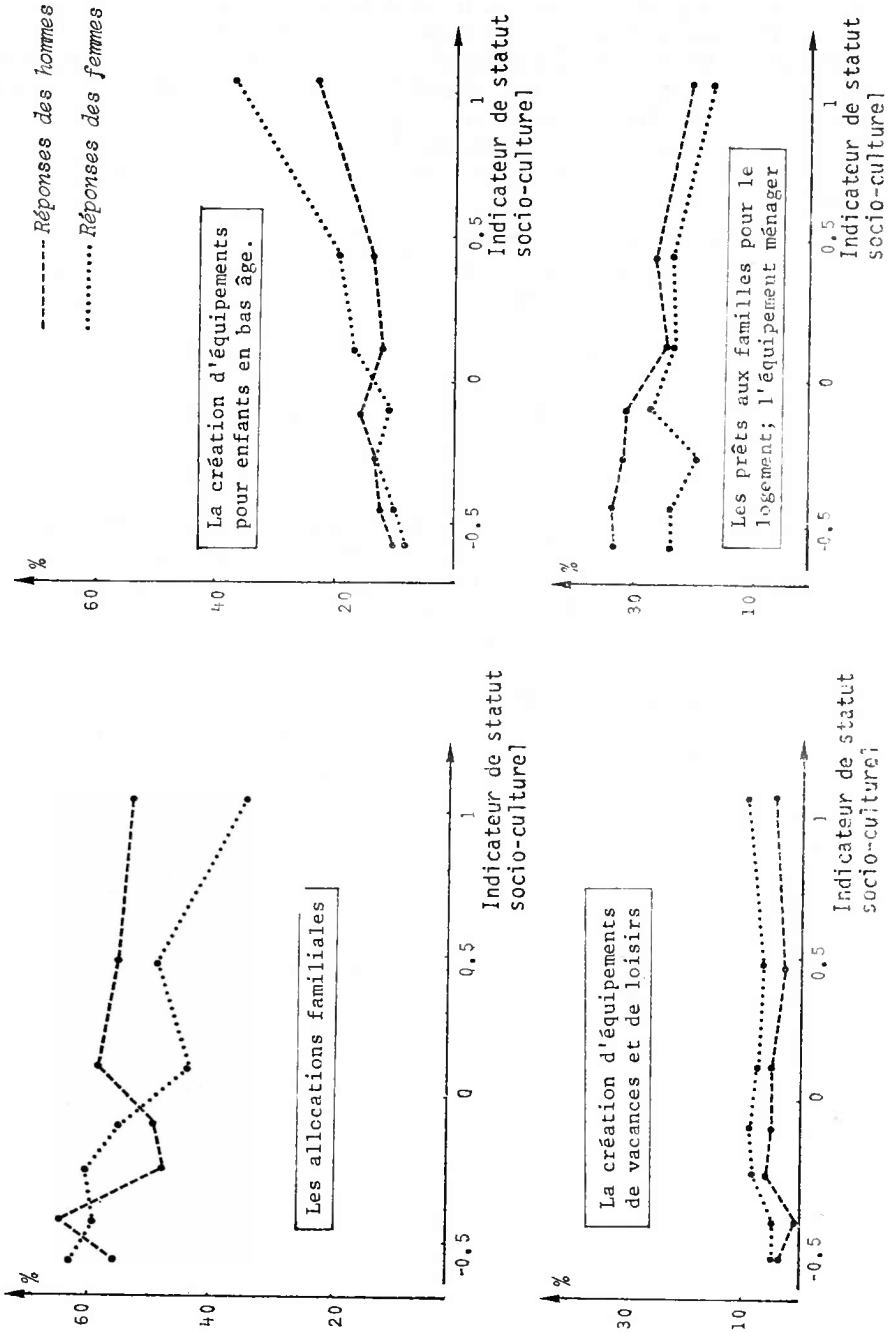 ------- Réponses des hommes
........ Réponses des femmes
%
60
40
20
-0.5
0
0.5
1
La création d'équipements
pour enfants en bas âge.
Indicateur de statut
socio-culturel
%
30
10
-0.5
0
0.5
1
Les prêts aux familles pour le
logement; l'équipement ménager
Indicateur de statut
socio-culturel
%
60
40
20
-0.5
0
0.5
1
Les allocations familiales
Indicateur de statut
socio-culturel
%
30
10
-0.5
0
0.5
1
La création d'équipements
de vacances et de loisirs
Indicateur de statut
socio-culturel